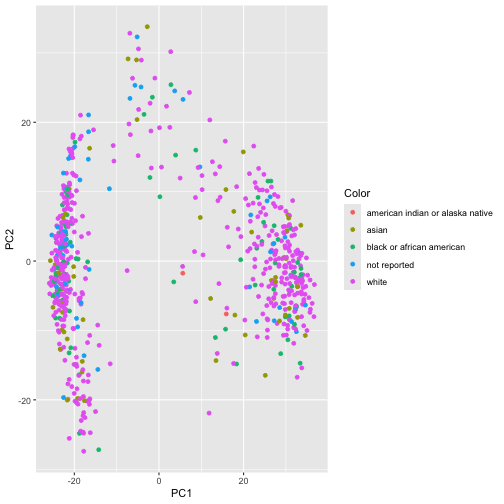 20
0
-20
PC2
-20
0
20
PC1
Color
american indian or alaska native
asian
black or african american
not reported
white